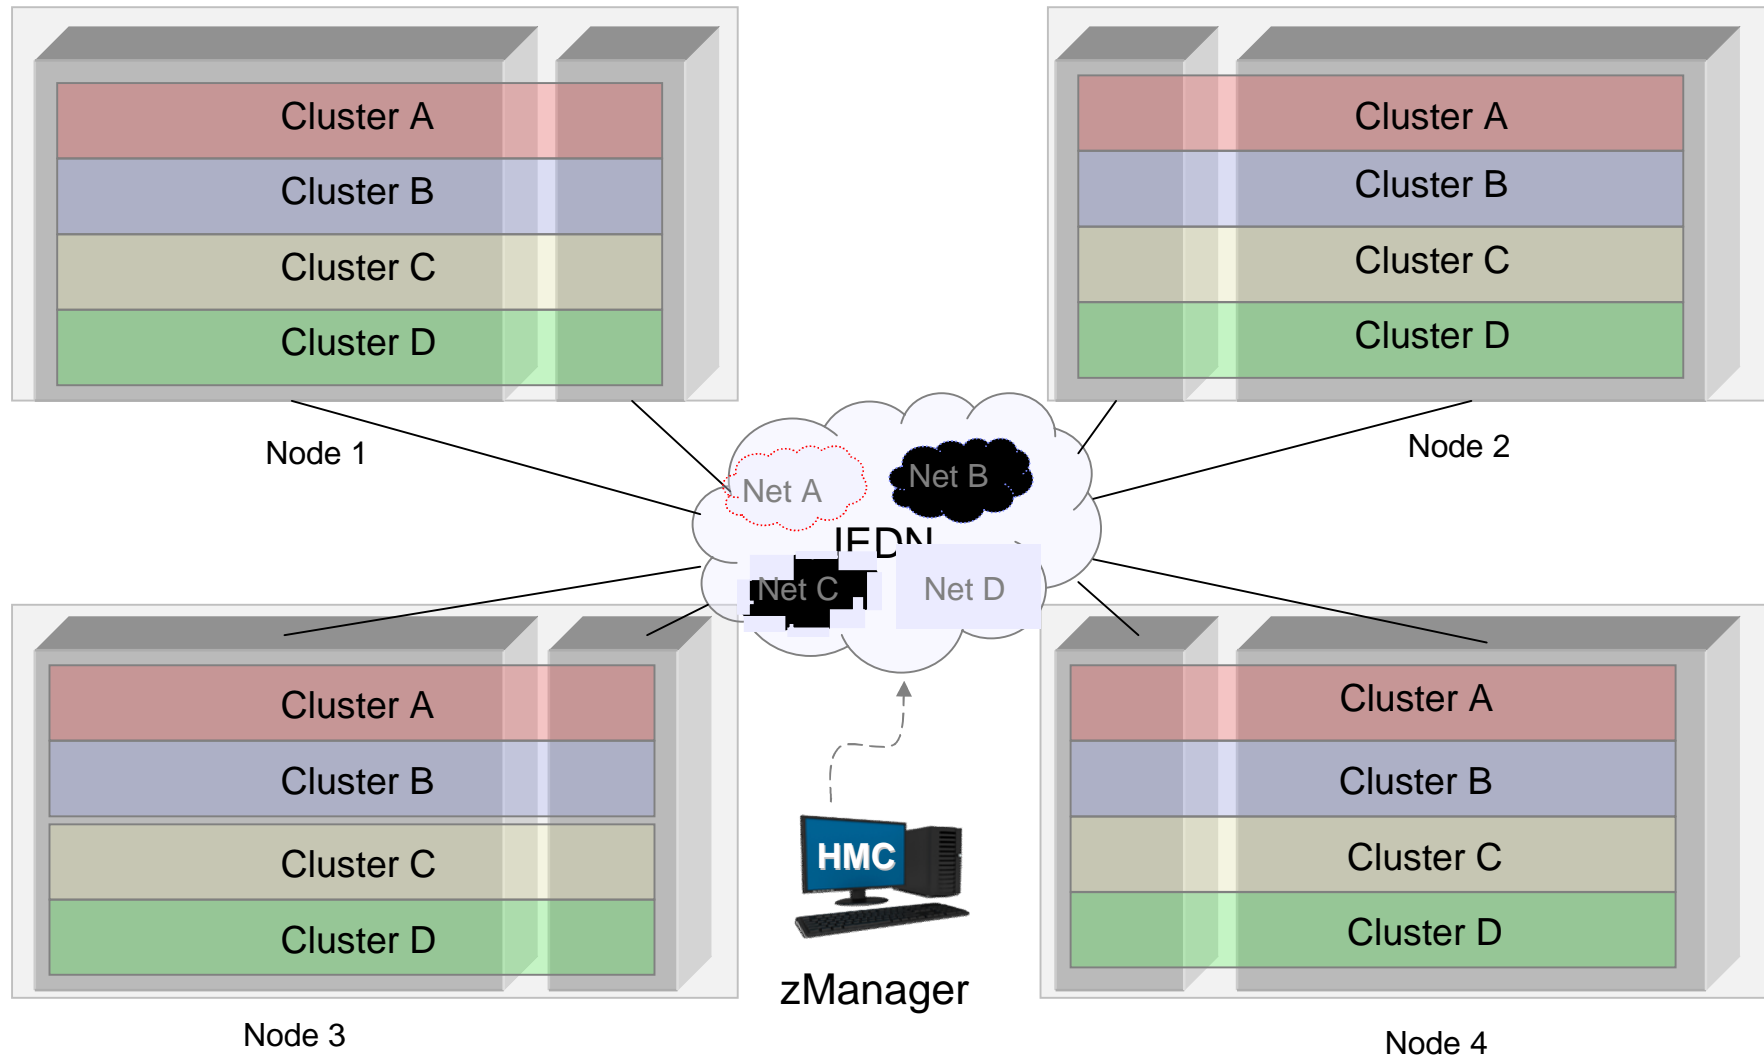 Cluster A
Cluster B
Cluster C
Cluster D
Node 1
Cluster A
Cluster B
Cluster C
Cluster D
Node 2
Net A
Net B
IEDN
Net C
Net D
Cluster A
Cluster B
Cluster C
Cluster D
Node 3
HMC
zManager
Cluster A
Cluster B
Cluster C
Cluster D
Node 4